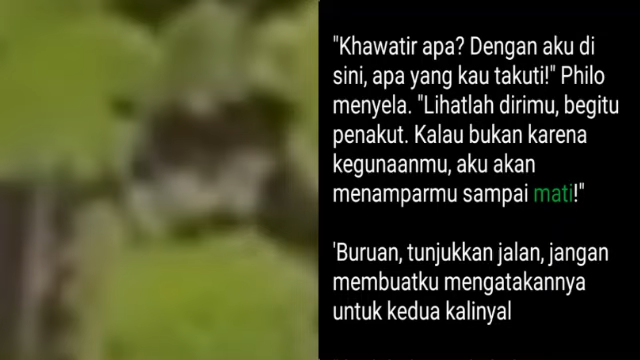 "Khawatir apa? Dengan aku di
sini, apa yang kau takuti!" Philo
menyela. "Lihatlah dirimu, begitu
penakut. Kalau bukan karena
kegunaanmu, aku akan
menamparmu sampai mati!"
'Buruan, tunjukkan jalan, jangan
membuatku mengatakannya
untuk kedua kalinyal